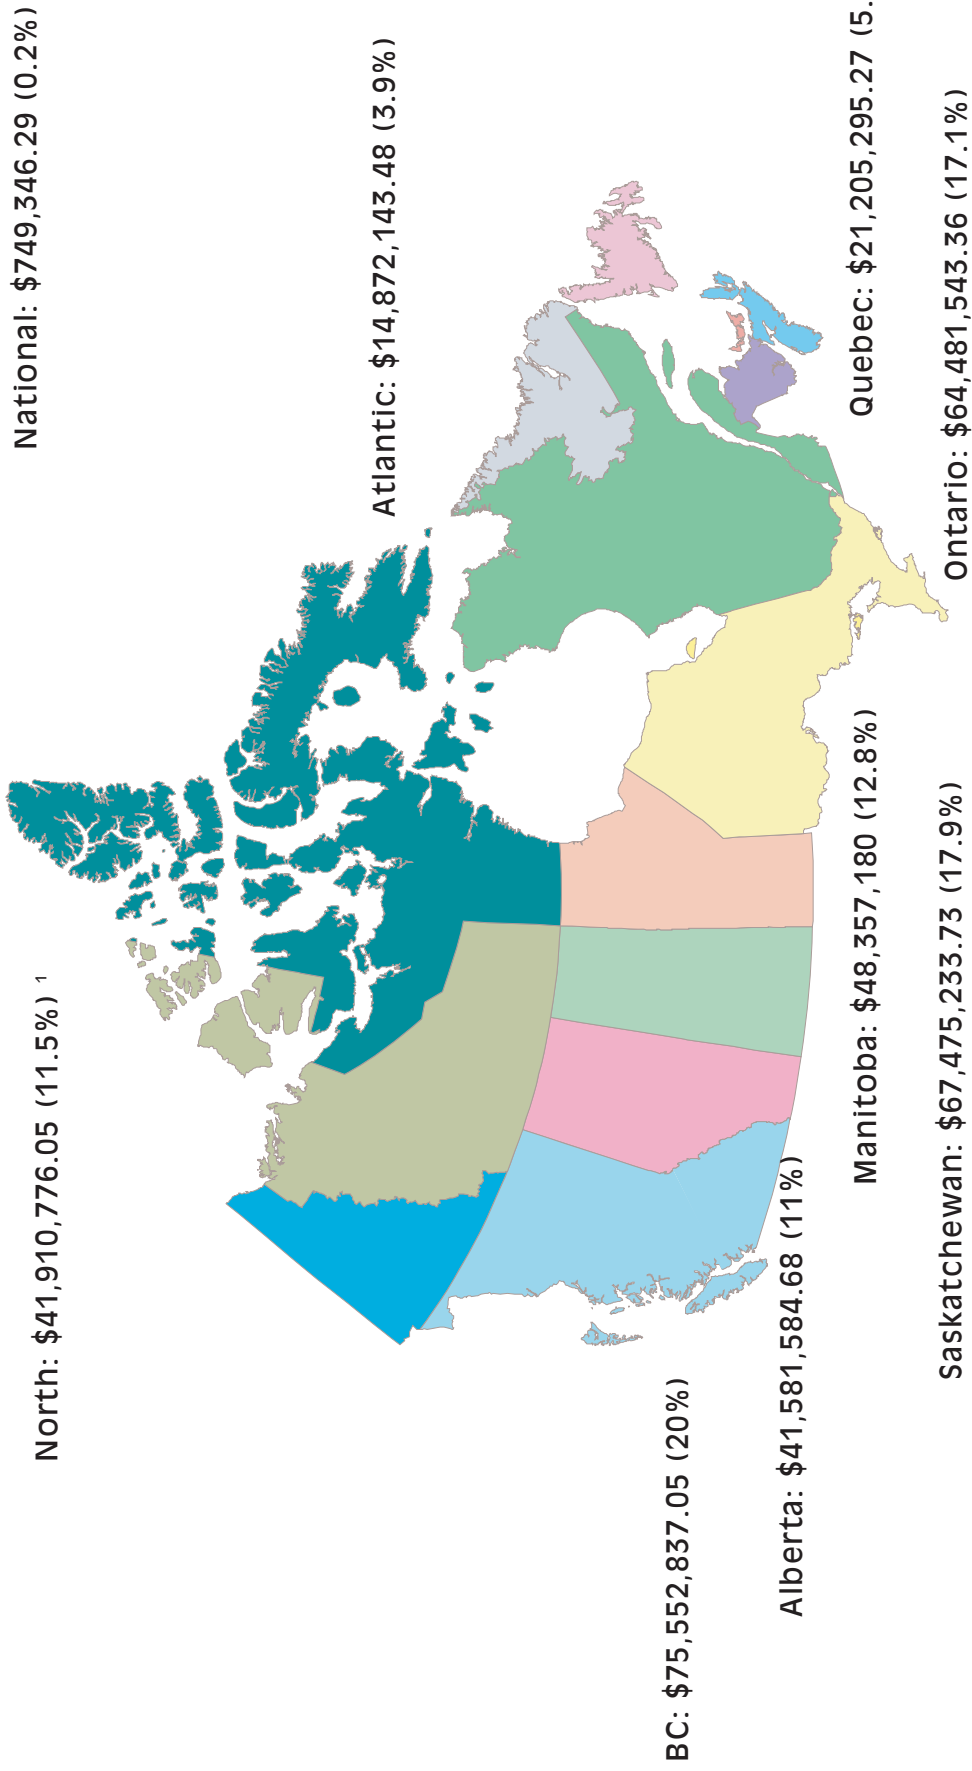 National: $749,346.29 (0.2%)
North: $41,910,776.05 (11.5%) ¹
Atlantic: $14,872,143.48 (3.9%)
BC: $75,552,837.05 (20%)
Alberta: $41,581,584.68 (11%)
Manitoba: $48,357,180 (12.8%)
Quebec: $21,205,295.27 (5.
Saskatchewan: $67,475,233.73 (17.9%)
Ontario: $64,481,543.36 (17.1%)